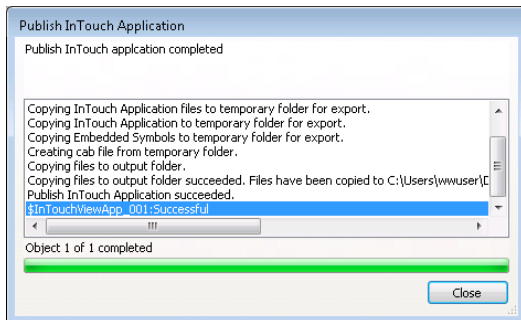 Publish InTouch Application
Publish InTouch applcation completed
Copying InTouch Application files to temporary folder for export.
Copying InTouch Application to temporary folder for export.
Copying Embedded Symbols to temporary folder for export.
Creating cab file from temporary folder.
Copying files to output folder.
Copying files to output folder succeeded. Files have been copied to C:\Users\wwuser\D
Publish InTouch Application succeeded.
$InTouchViewApp_001:Successful
Object 1 of 1 completed
Close